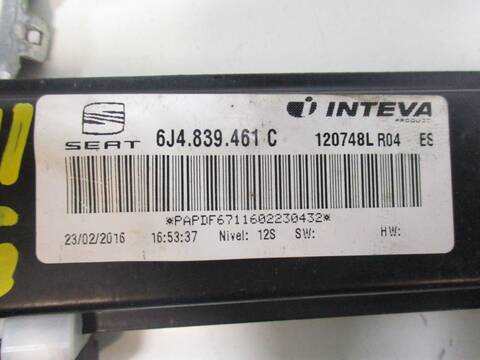 INTEVA
PRODUCTS
SEAT 6J4.839.461 C 120748L R04 ES
*PAPDF6711602230432*
23/02/2016 16:53:37 Nivel: 12S SW: HW: